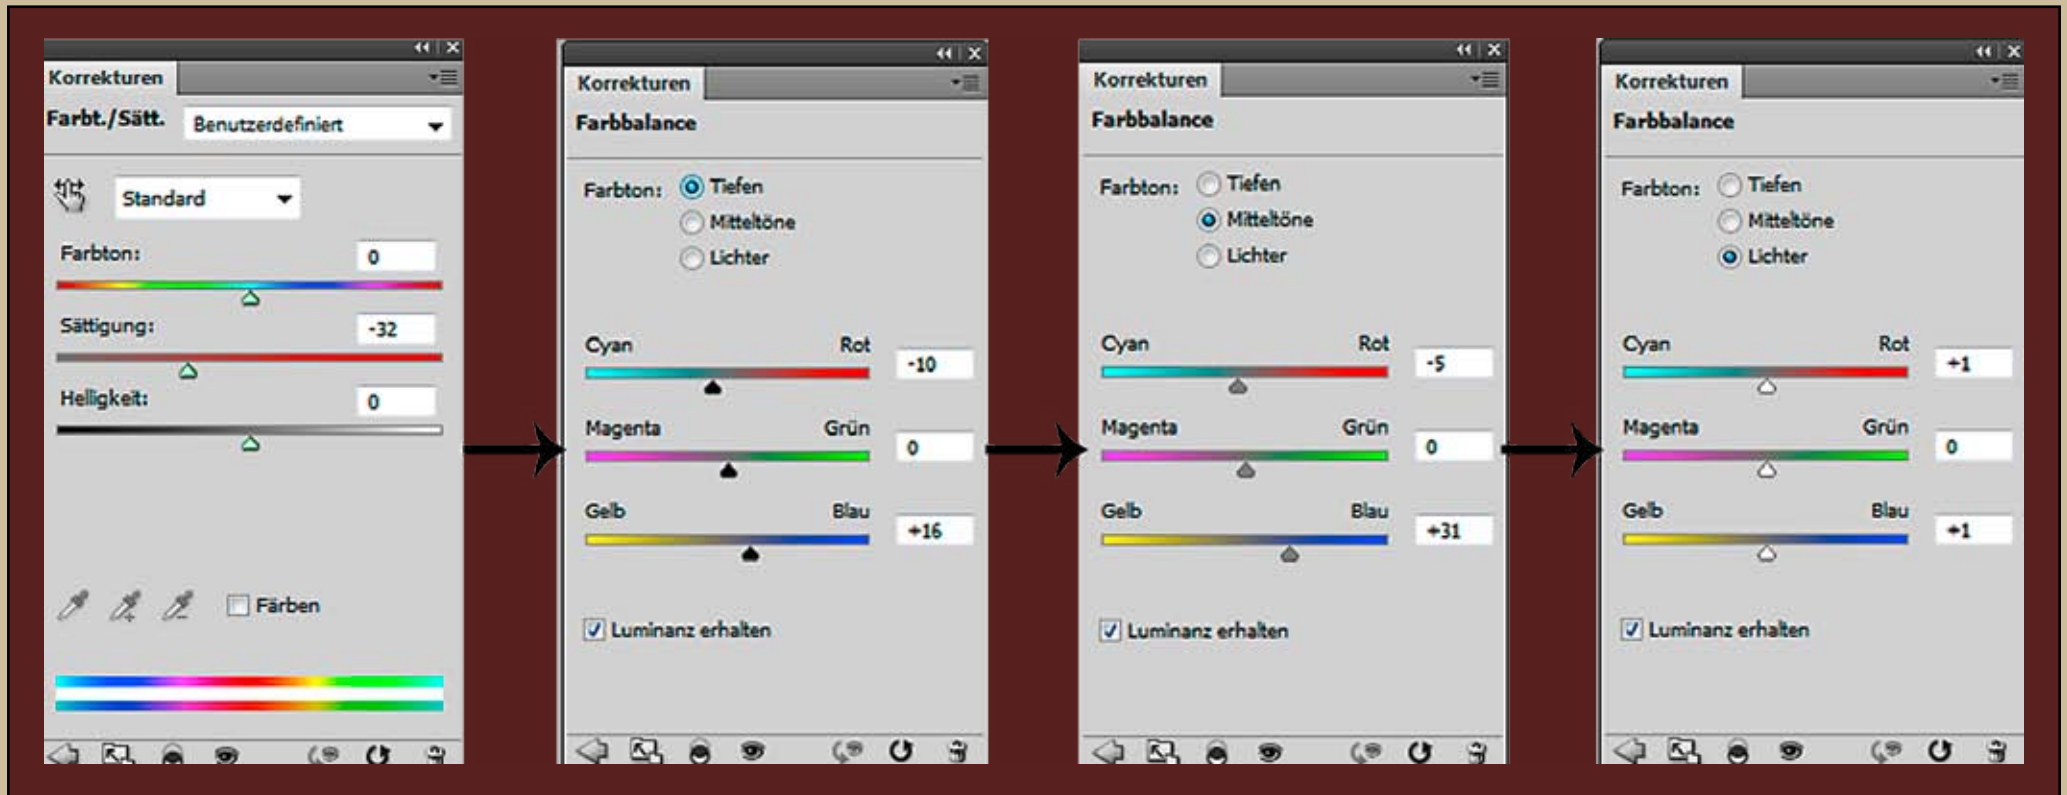 Korrekturen
Farbt./Sätt. Benutzerdefiniert
Standard
Farbton: 0
Sättigung: -32
Helligkeit: 0
Färben
Korrekturen
Farbbalance
Farbton: Tiefen
Mitteltöne
Lichter
Cyan Rot -10
Magenta Grün 0
Gelb Blau +16
Luminanz erhalten
Korrekturen
Farbbalance
Farbton: Tiefen
Mitteltöne
Lichter
Cyan Rot -5
Magenta Grün 0
Gelb Blau +31
Luminanz erhalten
Korrekturen
Farbbalance
Farbton: Tiefen
Mitteltöne
Lichter
Cyan Rot +1
Magenta Grün 0
Gelb Blau +1
Luminanz erhalten